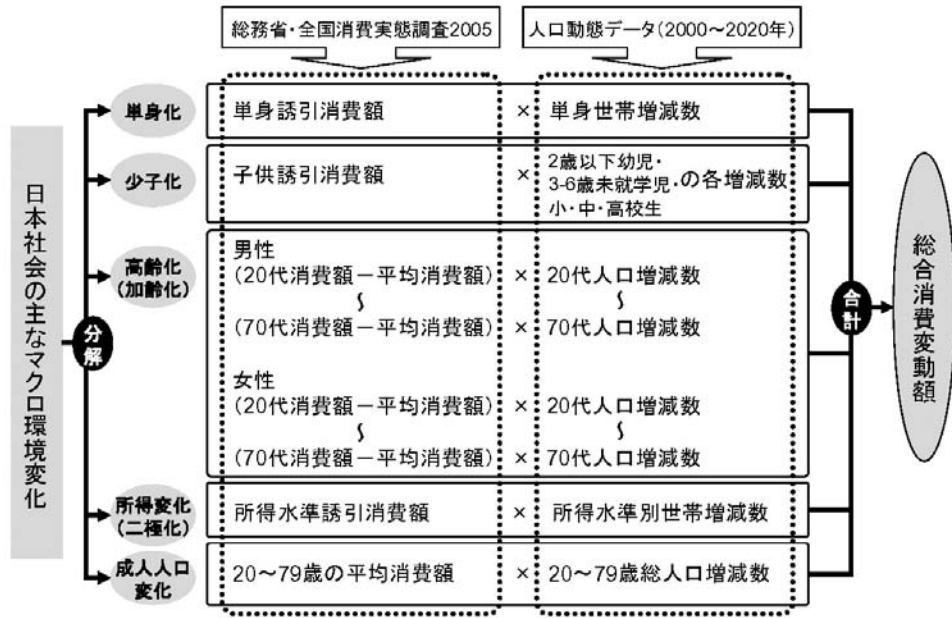 総務省・全国消費実態調査2005
人口動態データ(2000～2020年)
日本社会の主なマクロ環境変化
分解
単身化
単身誘引消費額 × 単身世帯増減数
少子化
子供誘引消費額 × 2歳以下幼児・
3-6歳未就学児・の各増減数
小・中・高校生
高齢化
(加齢化)
男性
(20代消費額－平均消費額) × 20代人口増減数
～ ～
(70代消費額－平均消費額) × 70代人口増減数
女性
(20代消費額－平均消費額) × 20代人口増減数
～ ～
(70代消費額－平均消費額) × 70代人口増減数
所得変化
(二極化)
所得水準誘引消費額 × 所得水準別世帯増減数
成人人口
変化
20～79歳の平均消費額 × 20～79歳総人口増減数
合計
総合消費変動額